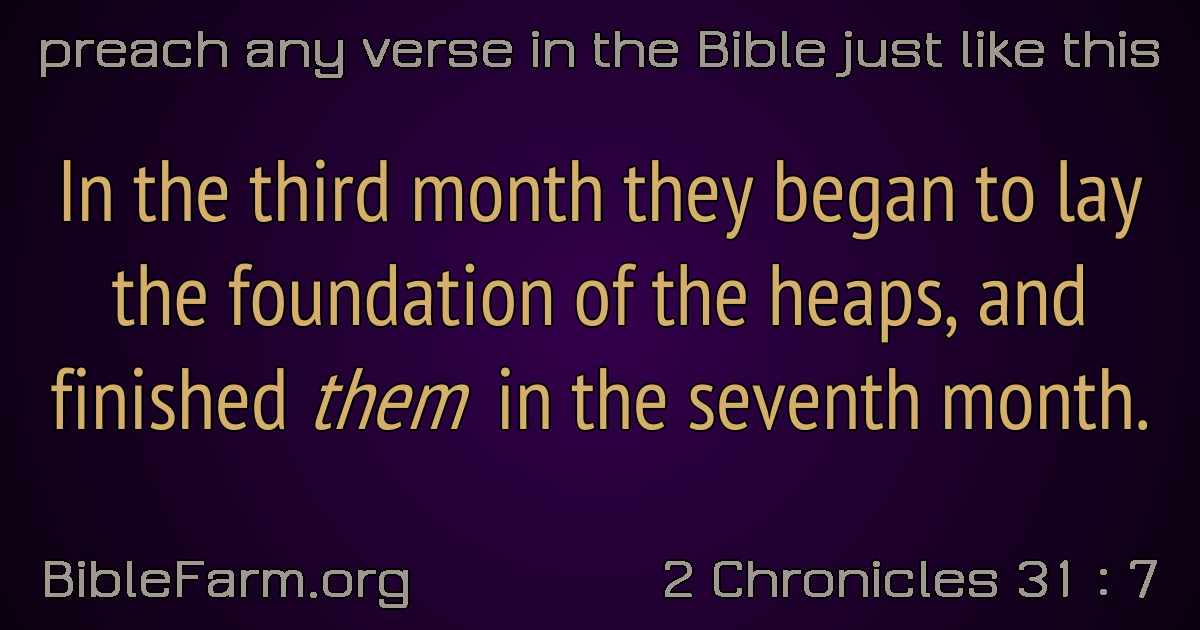 preach any verse in the Bible just like this
In the third month they began to lay
the foundation of the heaps, and
finished them in the seventh month.
BibleFarm.org
2 Chronicles 31 : 7